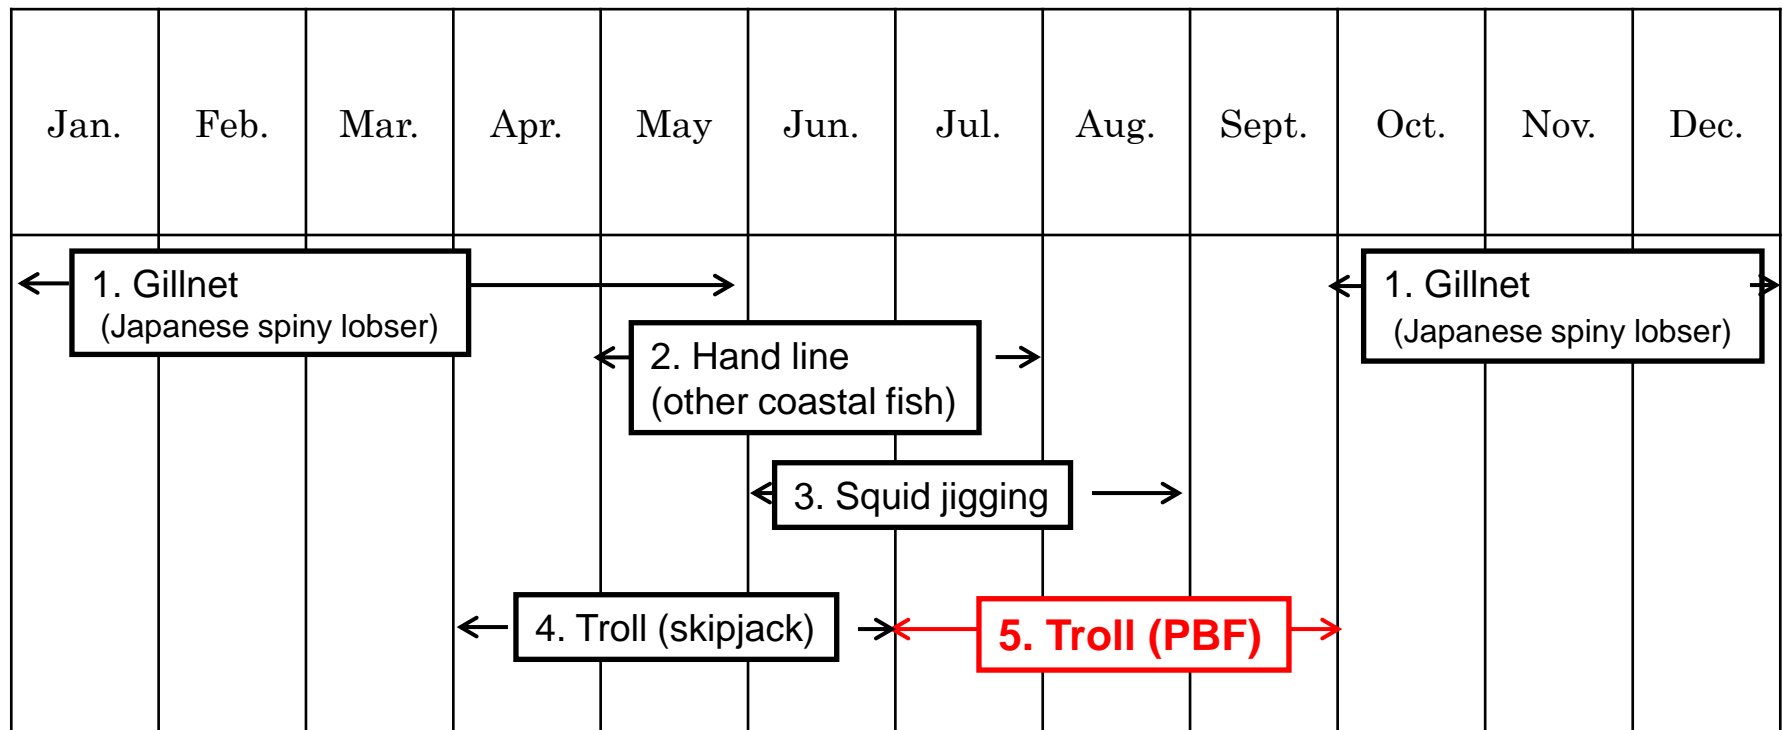 Jan. Feb. Mar. Apr. May Jun. Jul. Aug. Sept. Oct. Nov. Dec.
1. Gillnet
(Japanese spiny lobser)
1. Gillnet
(Japanese spiny lobser)
2. Hand line
(other coastal fish)
3. Squid jigging
4. Troll (skipjack)
5. Troll (PBF)